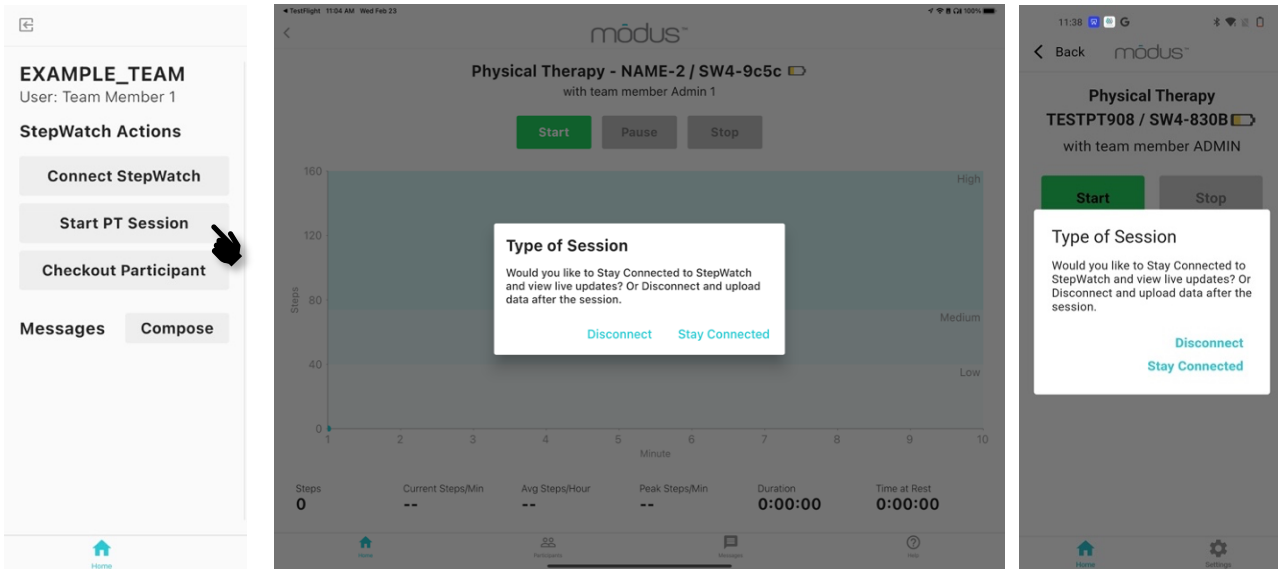 EXAMPLE_TEAM
User: Team Member 1
StepWatch Actions
Connect StepWatch
Start PT Session
Checkout Participant
Messages
Compose
Home
TestFlight 11:04 AM Wed Feb 23
100%
mōdus™
Physical Therapy - NAME-2 / SW4-9c5c
with team member Admin 1
Start
Pause
Stop
160
120
80
40
0
Steps
High
Medium
Low
Type of Session
Would you like to Stay Connected to StepWatch
and view live updates? Or Disconnect and upload
data after the session.
Disconnect
Stay Connected
1 2 3 4 5 6 7 8 9 10
Minute
Steps
0
Current Steps/Min
--
Avg Steps/Hour
--
Peak Steps/Min
--
Duration
0:00:00
Time at Rest
0:00:00
Home
Participants
Messages
Help
11:38
G
Back
mōdus™
Physical Therapy
TESTPT908 / SW4-830B
with team member ADMIN
Start
Stop
Type of Session
Would you like to Stay Connected to
StepWatch and view live updates? Or
Disconnect and upload data after the
session.
Disconnect
Stay Connected
Home
Settings